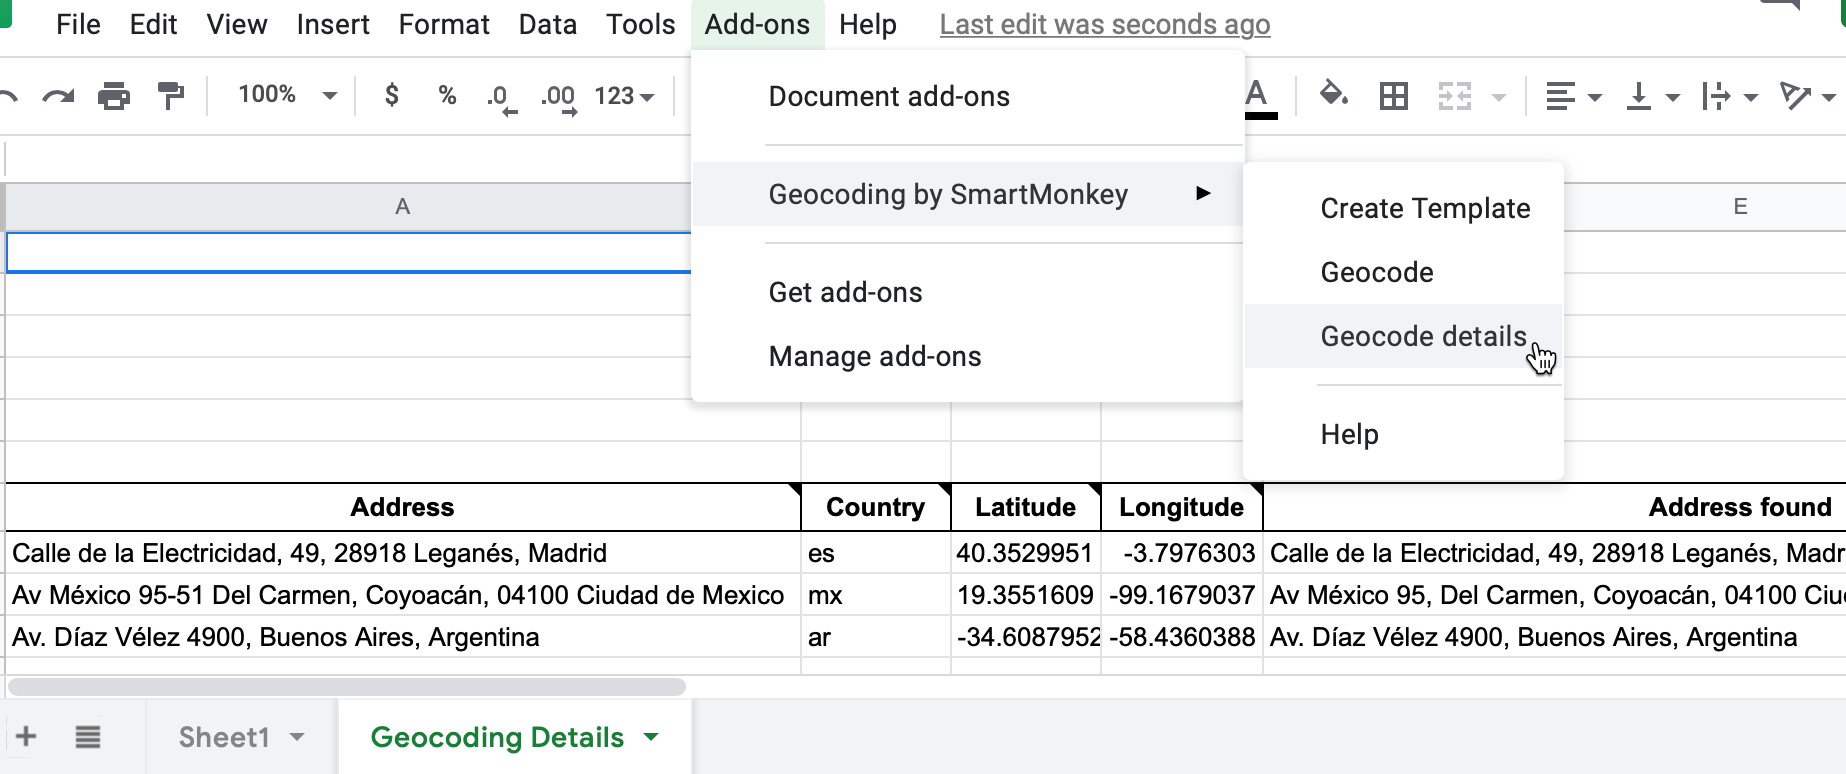 File Edit View Insert Format Data Tools Add-ons Help Last edit was seconds ago
100% $ % .0 .00 123 A
Document add-ons
Geocoding by SmartMonkey
Get add-ons
Manage add-ons
Create Template
Geocode
Geocode details
Help
A E
Address Country Latitude Longitude Address found
Calle de la Electricidad, 49, 28918 Leganés, Madrid es 40.3529951 -3.7976303 Calle de la Electricidad, 49, 28918 Leganés, Madr
Av México 95-51 Del Carmen, Coyoacán, 04100 Ciudad de Mexico mx 19.3551609 -99.1679037 Av México 95, Del Carmen, Coyoacán, 04100 Ciu
Av. Díaz Vélez 4900, Buenos Aires, Argentina ar -34.6087952 -58.4360388 Av. Díaz Vélez 4900, Buenos Aires, Argentina
Sheet1 Geocoding Details